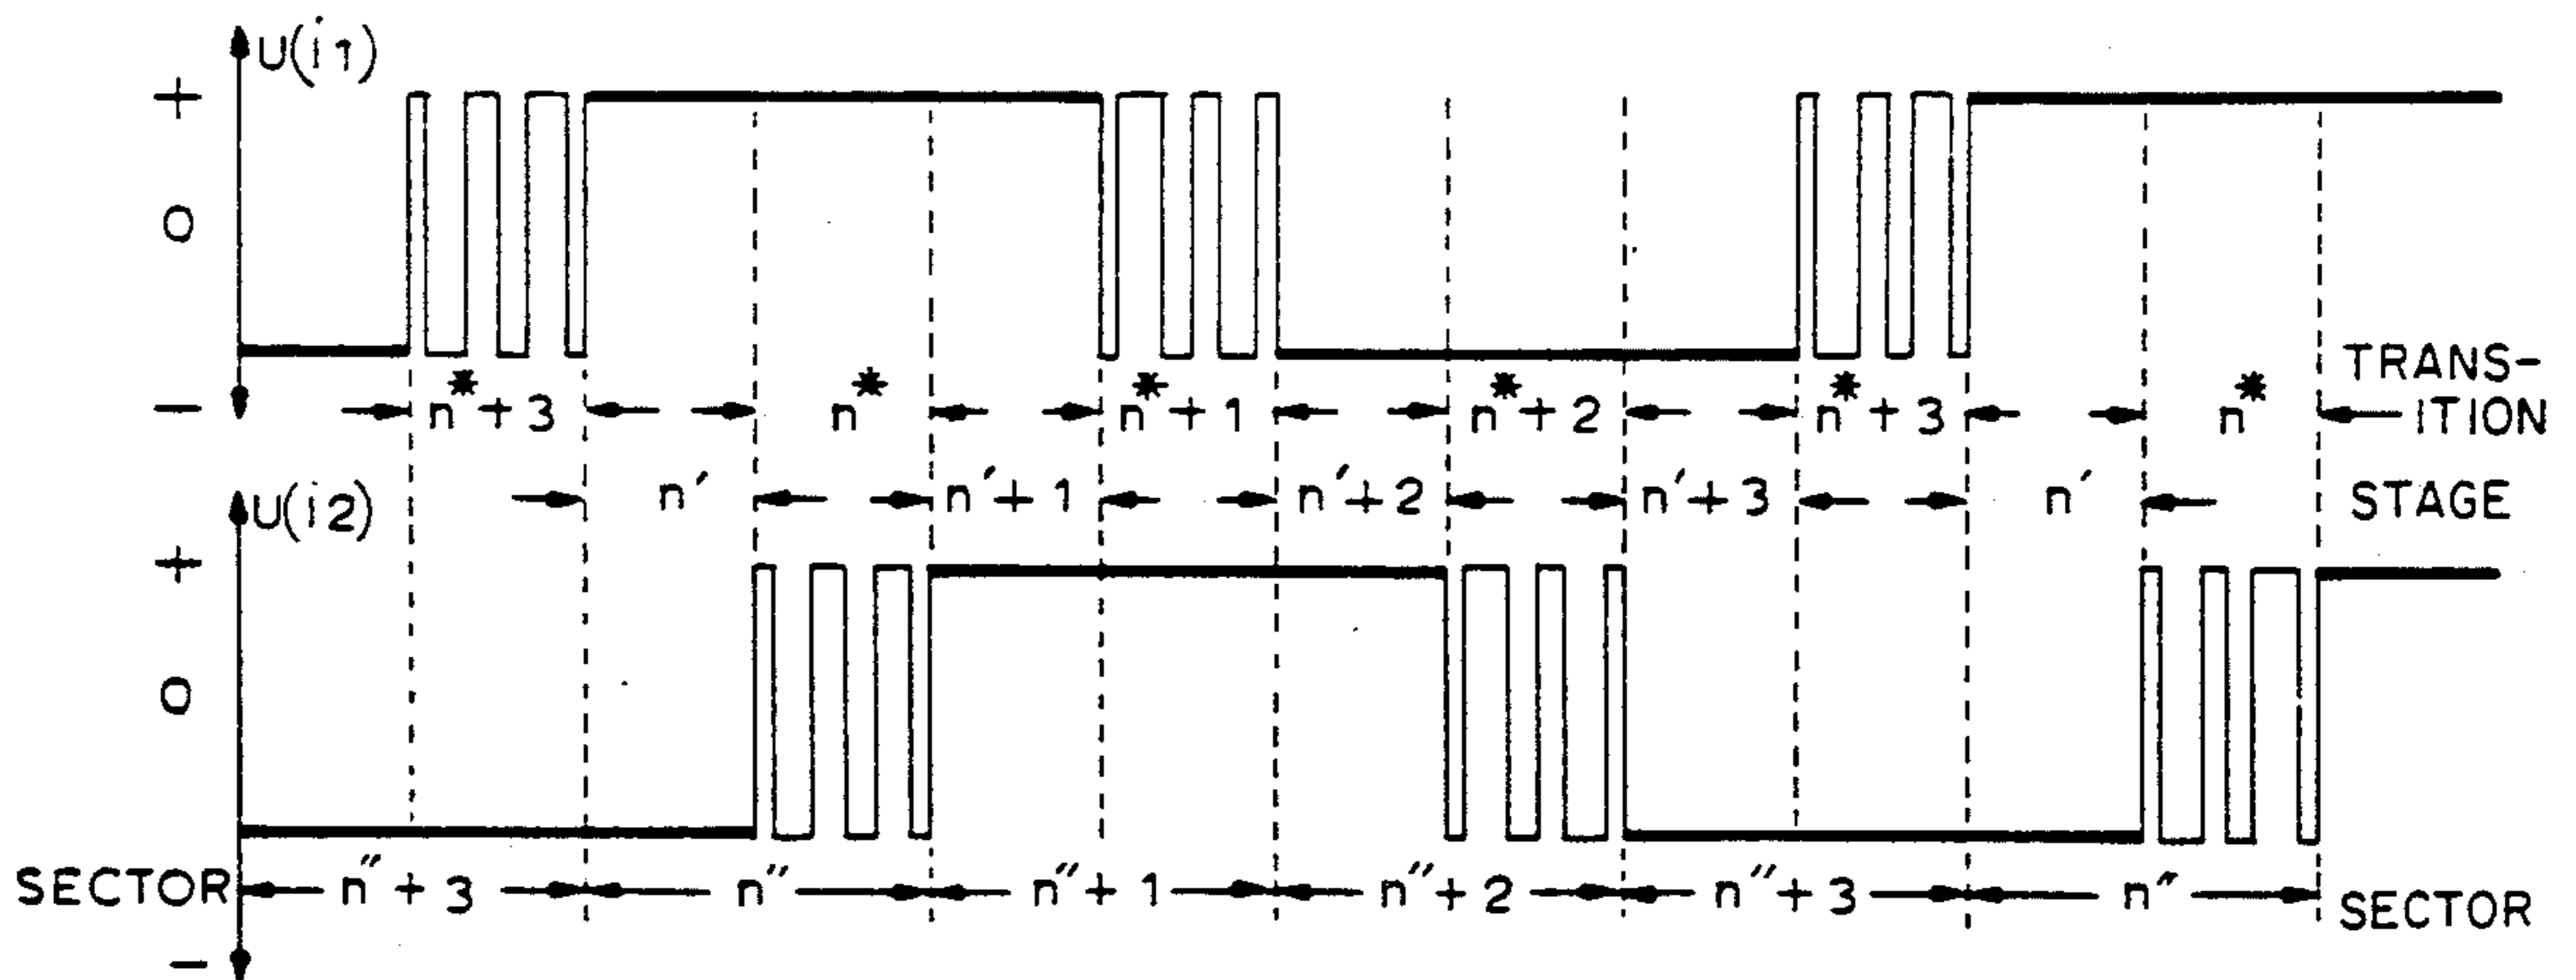 U(i1)
+
0
−
n*+3 n* n*+1 n*+2 n*+3 n* TRANS-
ITION
n′ n′+1 n′+2 n′+3 n′ STAGE
U(i2)
+
0
SECTOR n″+3 n″ n″+1 n″+2 n″+3 n″ SECTOR
−